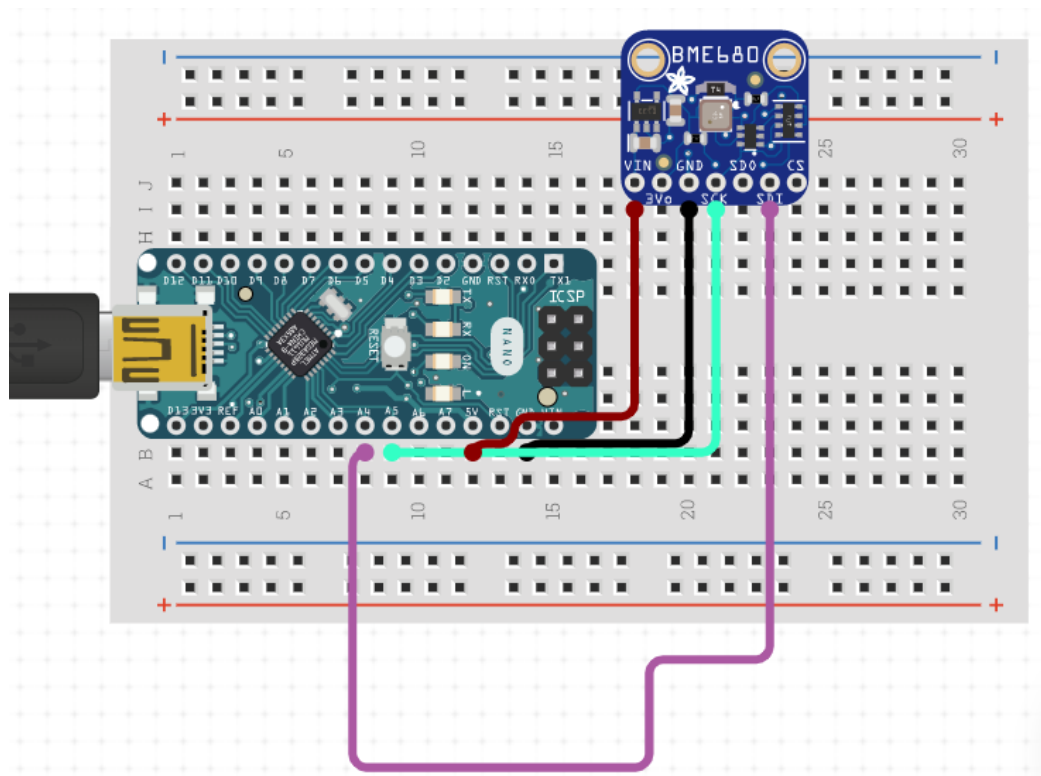 BME680
VIN GND SDO CS
3Vo SCK SDI
1 5 10 15 25 30
J
I
H
D12 D11 D10 D9 D8 D7 D6 D5 D4 D3 D2 GND RST RX0 TX1
ICSP
TX
RX
ON
L
RESET
NANO
D13 3V3 REF A0 A1 A2 A3 A4 A5 A6 A7 5V RST GND VIN
B
A
1 5 10 15 20 25 30